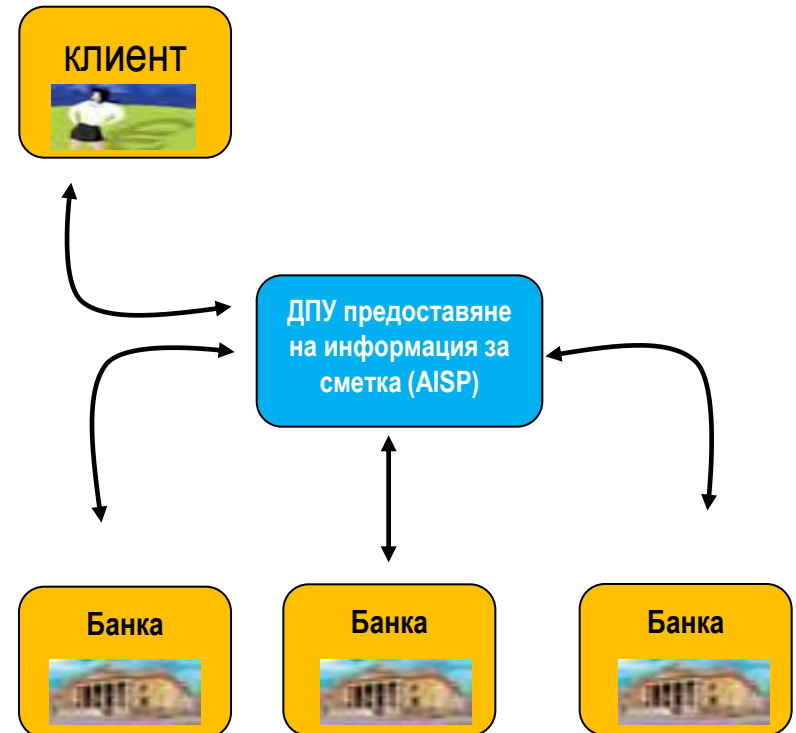 клиент
ДПУ предоставяне
на информация за
сметка (AISP)
Банка
Банка
Банка